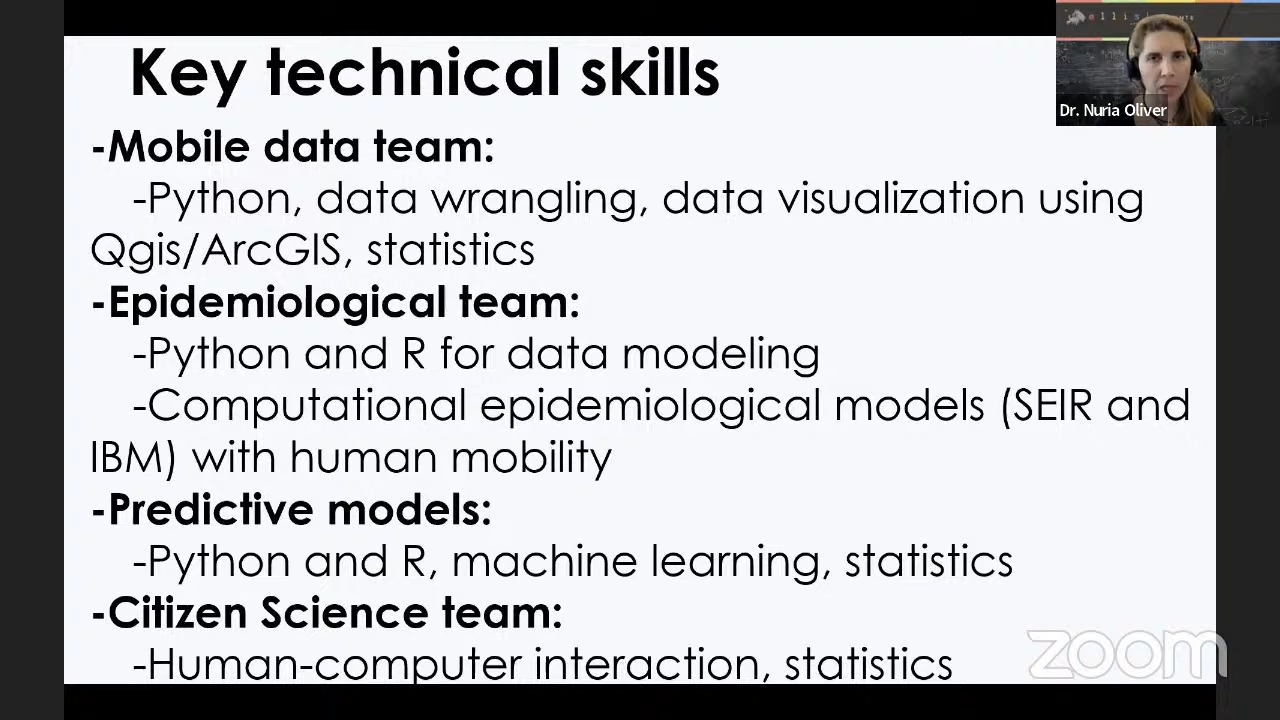 Key technical skills
ellis
Dr. Nuria Oliver
-Mobile data team:
-Python, data wrangling, data visualization using
Qgis/ArcGIS, statistics
-Epidemiological team:
-Python and R for data modeling
-Computational epidemiological models (SEIR and
IBM) with human mobility
-Predictive models:
-Python and R, machine learning, statistics
-Citizen Science team:
-Human-computer interaction, statistics
zoom